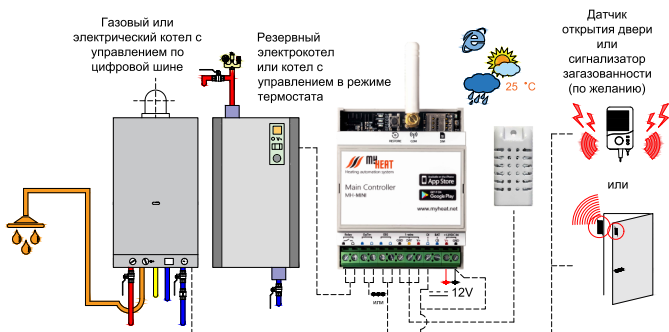 Газовый или
электрический котел с
управлением по
цифровой шине
Резервный
электрокотел
или котел с
управлением в режиме
термостата
25 °C
Датчик
открытия двери
или
сигнализатор
загазованности
(по желанию)
или
MYHEAT
Heating automation system
Main Controller
MH-MINI
App Store
Google Play
www.myheat.net
или
12V